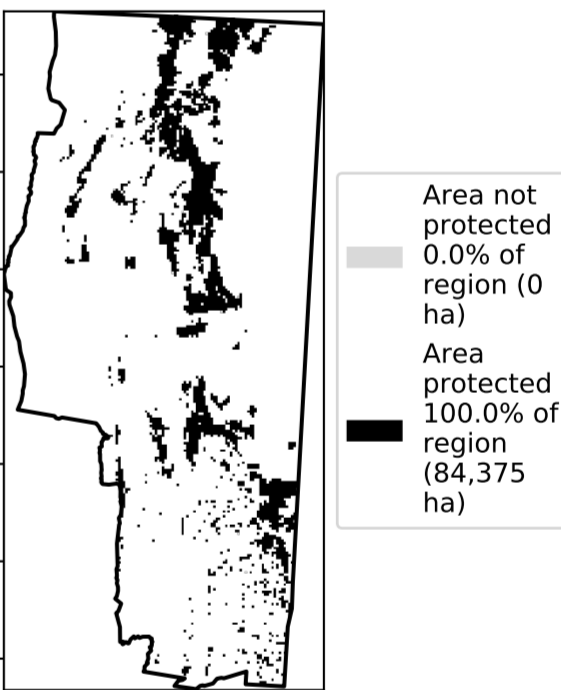 Area not
protected
0.0% of
region (0
ha)
Area
protected
100.0% of
region
(84,375
ha)